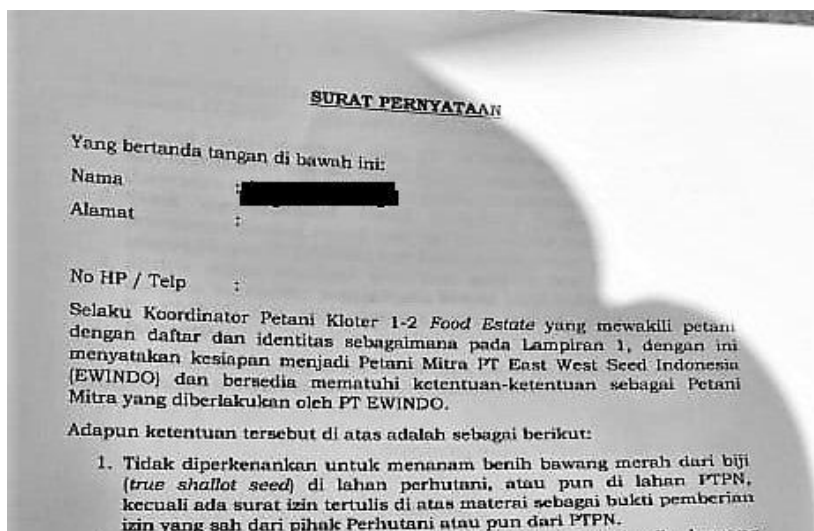 SURAT PERNYATAAN
Yang bertanda tangan di bawah ini:
Nama :
Alamat :
No HP / Telp :
Selaku Koordinator Petani Kloter 1-2 Food Estate yang mewakili petani
dengan daftar dan identitas sebagaimana pada Lampiran 1, dengan ini
menyatakan kesiapan menjadi Petani Mitra PT East West Seed Indonesia
(EWINDO) dan bersedia mematuhi ketentuan-ketentuan sebagai Petani
Mitra yang diberlakukan oleh PT EWINDO.
Adapun ketentuan tersebut di atas adalah sebagai berikut:
1. Tidak diperkenankan untuk menanam benih bawang merah dari biji
(true shallot seed) di lahan perhutani, atau pun di lahan PTPN,
kecuali ada surat izin tertulis di atas materai sebagai bukti pemberian
izin yang sah dari pihak Perhutani atau pun dari PTPN.